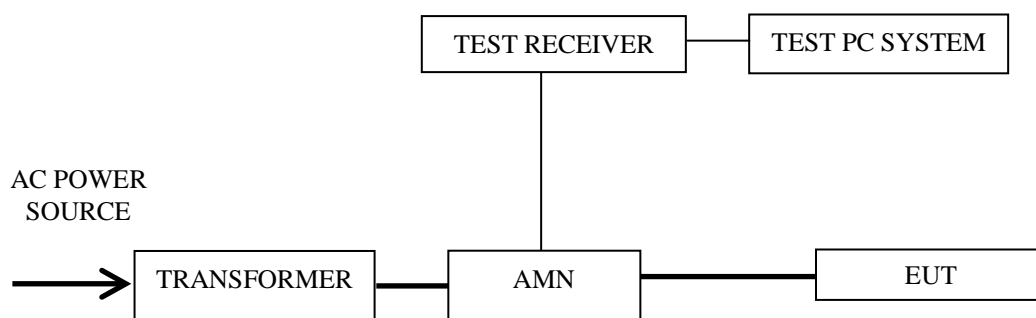 TEST RECEIVER
TEST PC SYSTEM
AC POWER
SOURCE
TRANSFORMER
AMN
EUT